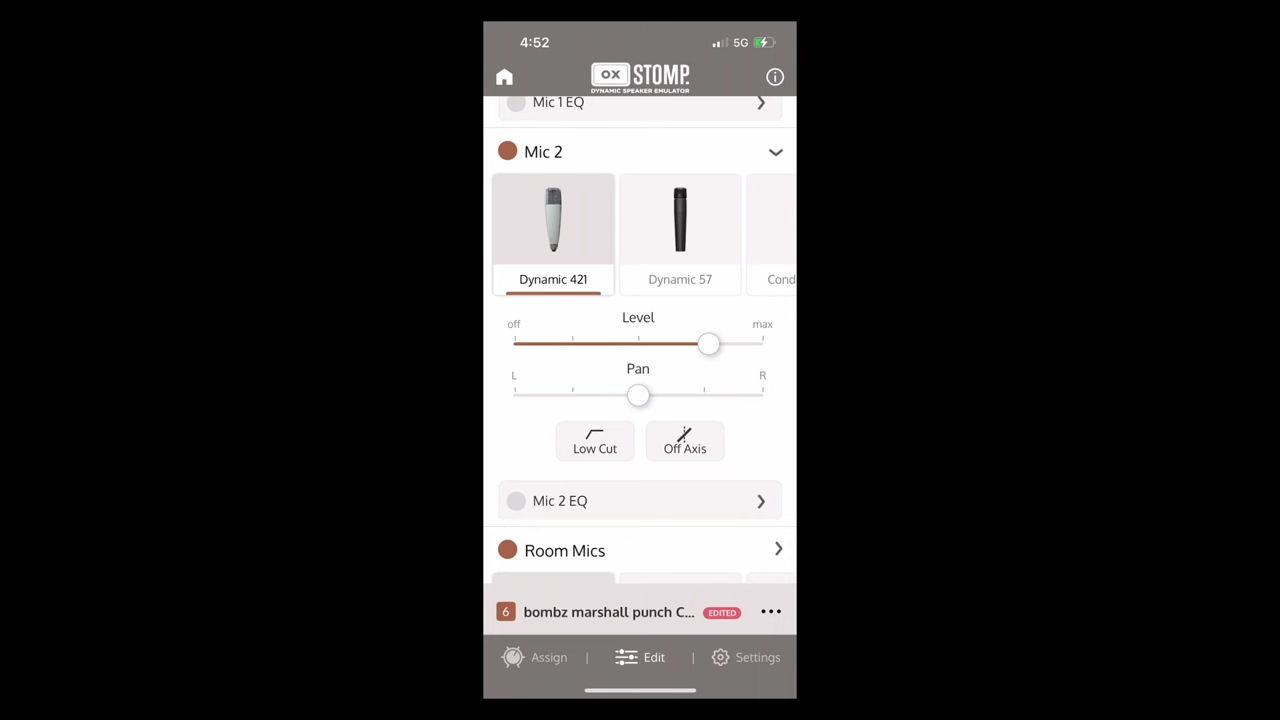 4:52
5G
OX STOMP
DYNAMIC SPEAKER EMULATOR
Mic 1 EQ
Mic 2
Dynamic 421
Dynamic 57
Cond
Level
off
max
Pan
L
R
Low Cut
Off Axis
Mic 2 EQ
Room Mics
6 bombz marshall punch C... EDITED
Assign | Edit | Settings